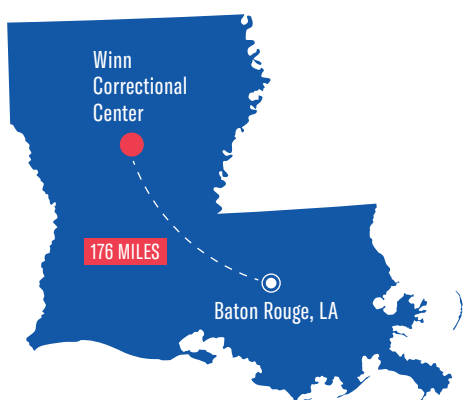 Winn
Correctional
Center
176 MILES
Baton Rouge, LA